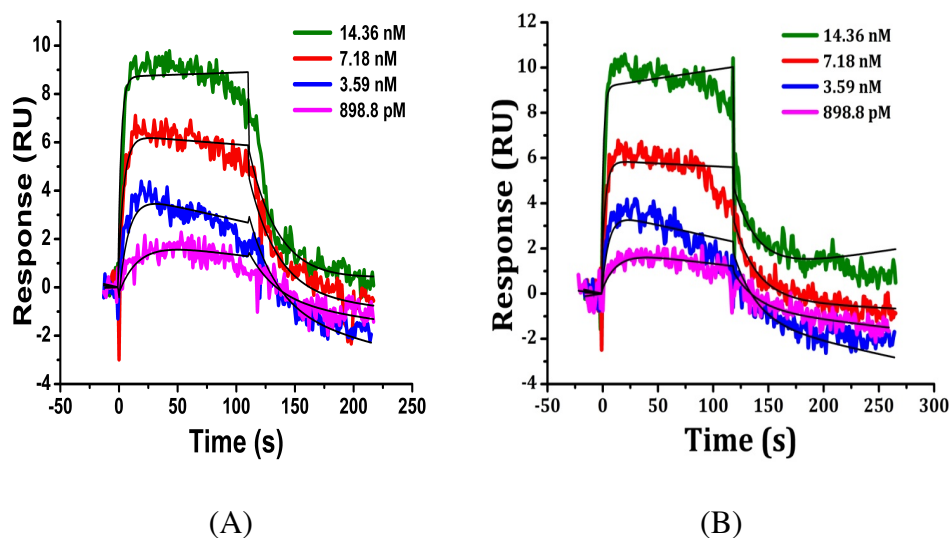 14.36 nM
7.18 nM
3.59 nM
898.8 pM
Response (RU)
10
8
6
4
2
0
-2
-4
-50 0 50 100 150 200 250
Time (s)
(A)
14.36 nM
7.18 nM
3.59 nM
898.8 pM
Response (RU)
12
10
8
6
4
2
0
-2
-4
-50 0 50 100 150 200 250 300
Time (s)
(B)